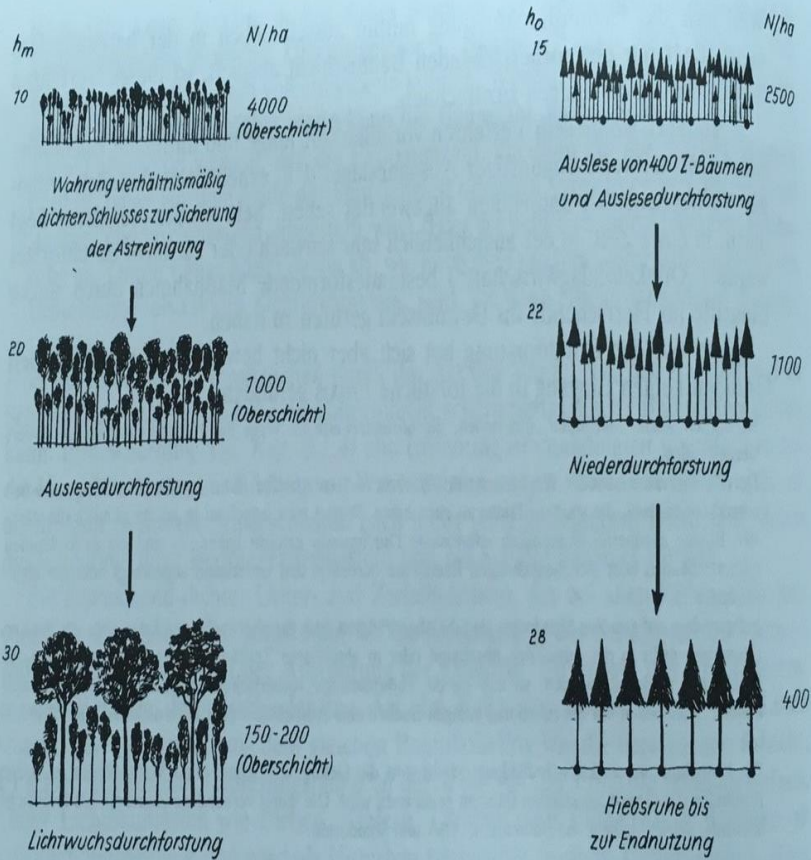 hm
N/ha
10
4000
(Oberschicht)
Wahrung verhältnismäßig
dichten Schlusses zur Sicherung
der Astreinigung
20
1000
(Oberschicht)
Auslesedurchforstung
30
150-200
(Oberschicht)
Lichtwuchsdurchforstung
ho
N/ha
15
2500
Auslese von 400 Z-Bäumen
und Auslesedurchforstung
22
1100
Niederdurchforstung
28
400
Hiebsruhe bis
zur Endnutzung